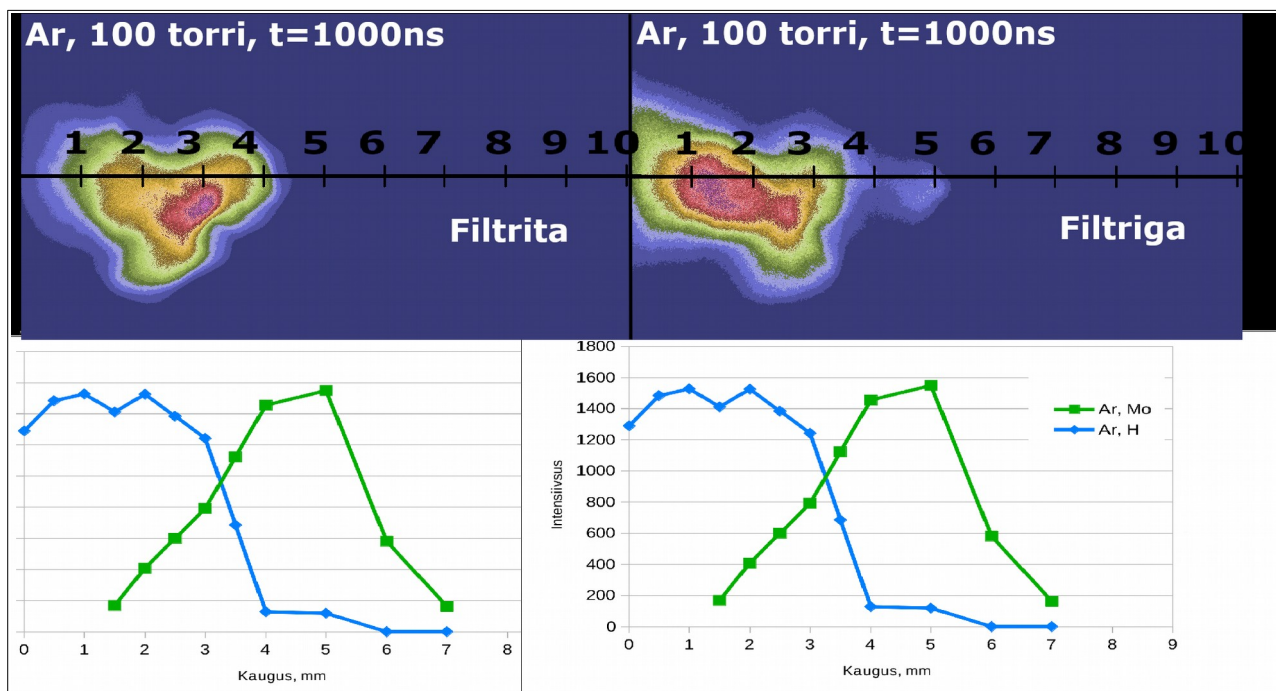 Ar, 100 torri, t=1000ns
1 2 3 4 5 6 7 8 9 10
Filtrita
Ar, 100 torri, t=1000ns
0 1 2 3 4 5 6 7 8 9 10
Filtriga
0 1 2 3 4 5 6 7 8
Kaugus, mm
1800
1600
1400
1200
1000
800
600
400
200
0
Intensiivsus
Ar, Mo
Ar, H
0 1 2 3 4 5 6 7 8 9
Kaugus, mm